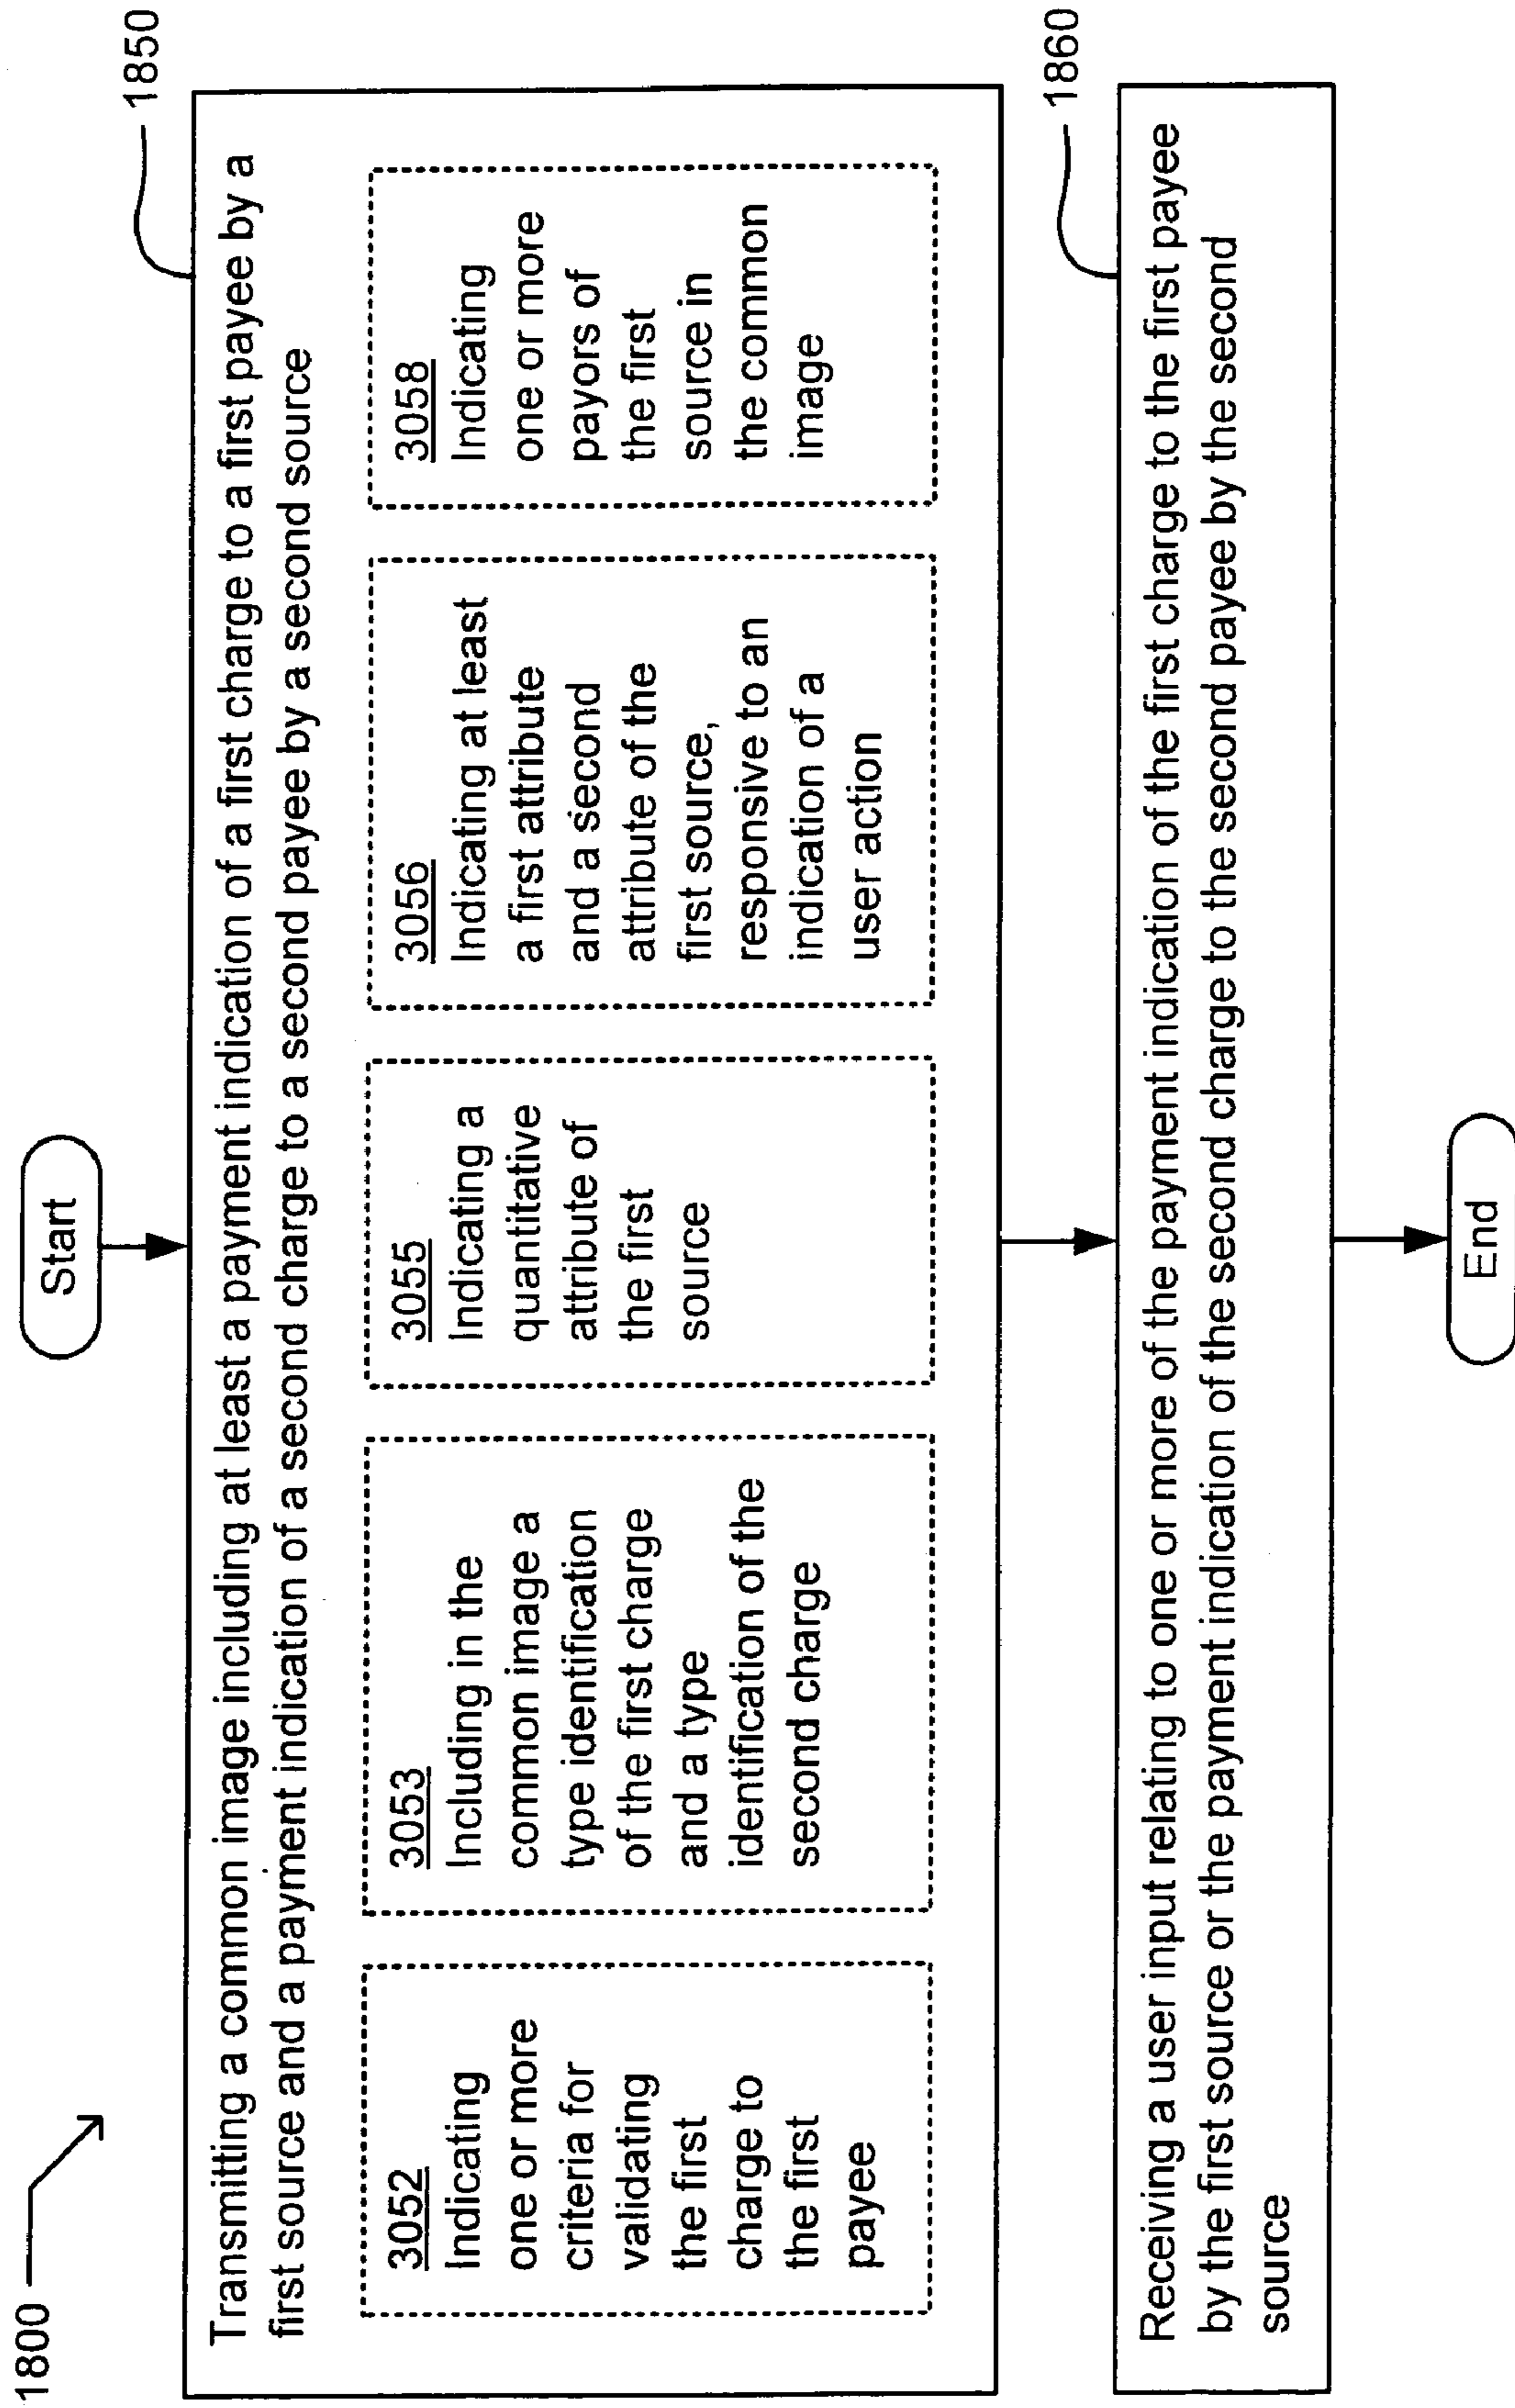 1800
Start
1850
Transmitting a common image including at least a payment indication of a first charge to a first payee by a
first source and a payment indication of a second charge to a second payee by a second source
3052
Indicating
one or more
criteria for
validating
the first
charge to
the first
payee
3053
Including in the
common image a
type identification
of the first charge
and a type
identification of the
second charge
3055
Indicating a
quantitative
attribute of
the first
source
3056
Indicating at least
a first attribute
and a second
attribute of the
first source,
responsive to an
indication of a
user action
3058
Indicating
one or more
payors of
the first
source in
the common
image
1860
Receiving a user input relating to one or more of the payment indication of the first charge to the first payee
by the first source or the payment indication of the second charge to the second payee by the second
source
End